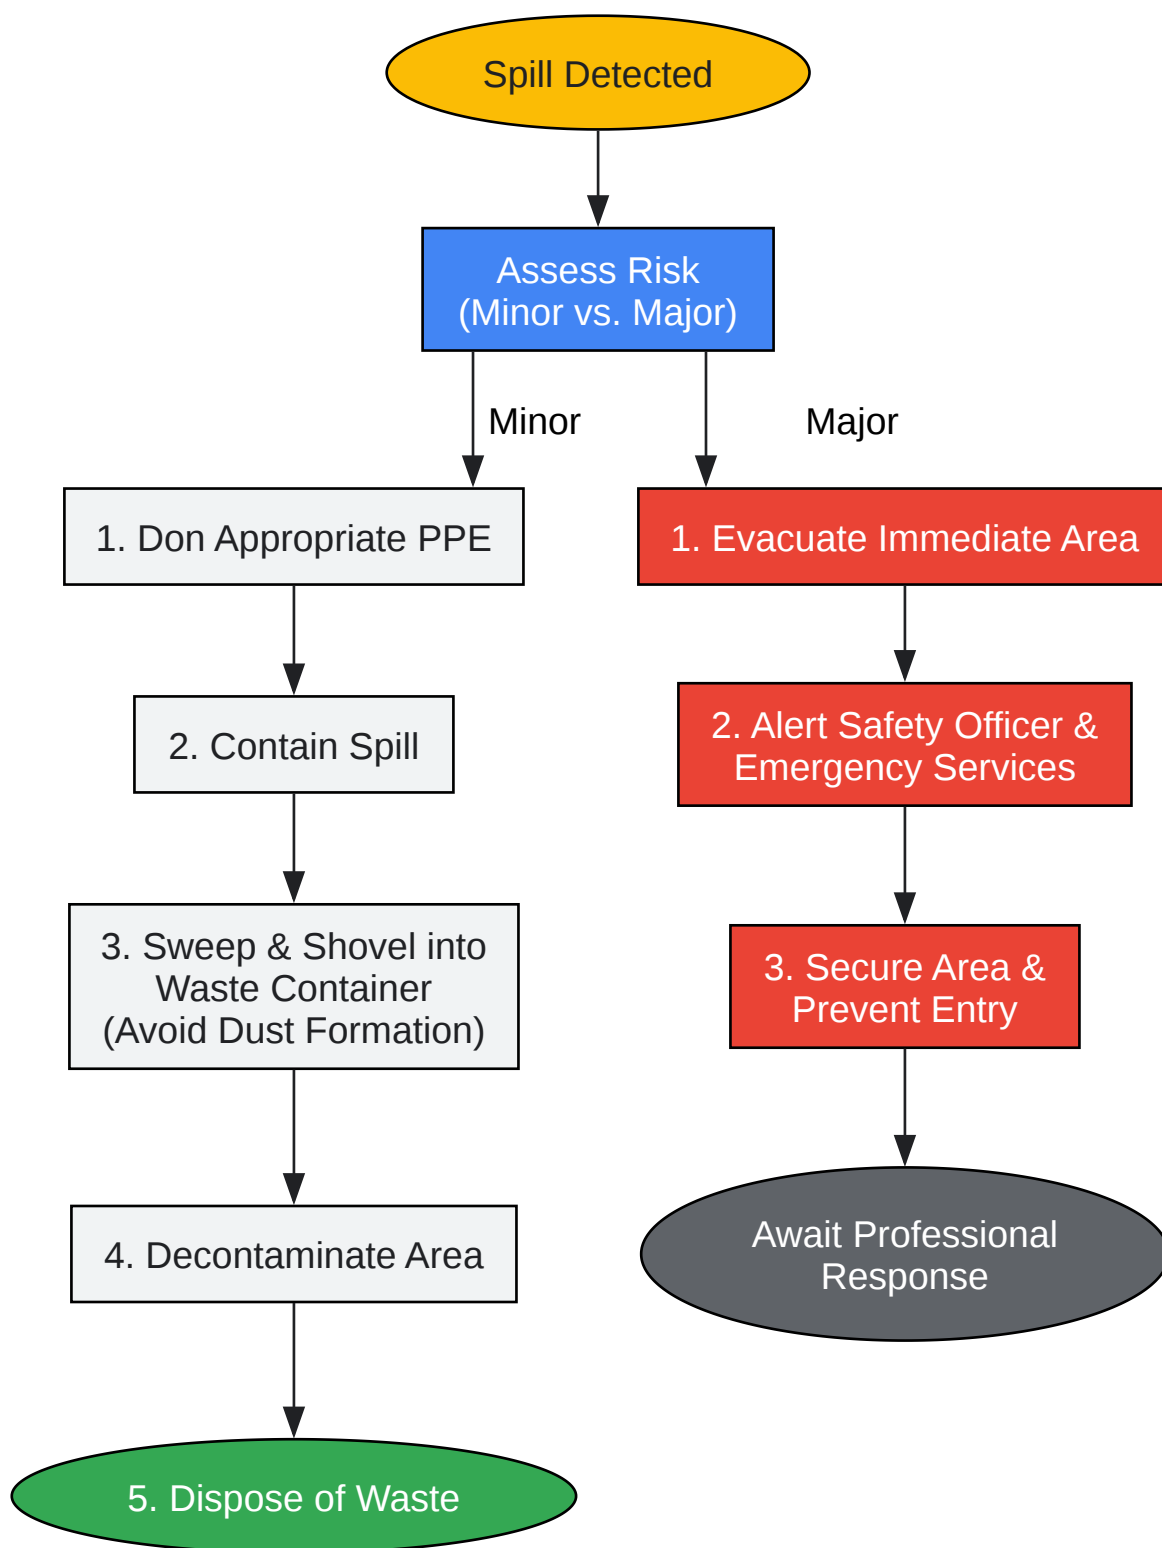 Spill Detected
Assess Risk
(Minor vs. Major)
Minor
Major
1. Don Appropriate PPE
1. Evacuate Immediate Area
2. Contain Spill
2. Alert Safety Officer &
Emergency Services
3. Sweep & Shovel into
Waste Container
(Avoid Dust Formation)
3. Secure Area &
Prevent Entry
4. Decontaminate Area
Await Professional
Response
5. Dispose of Waste